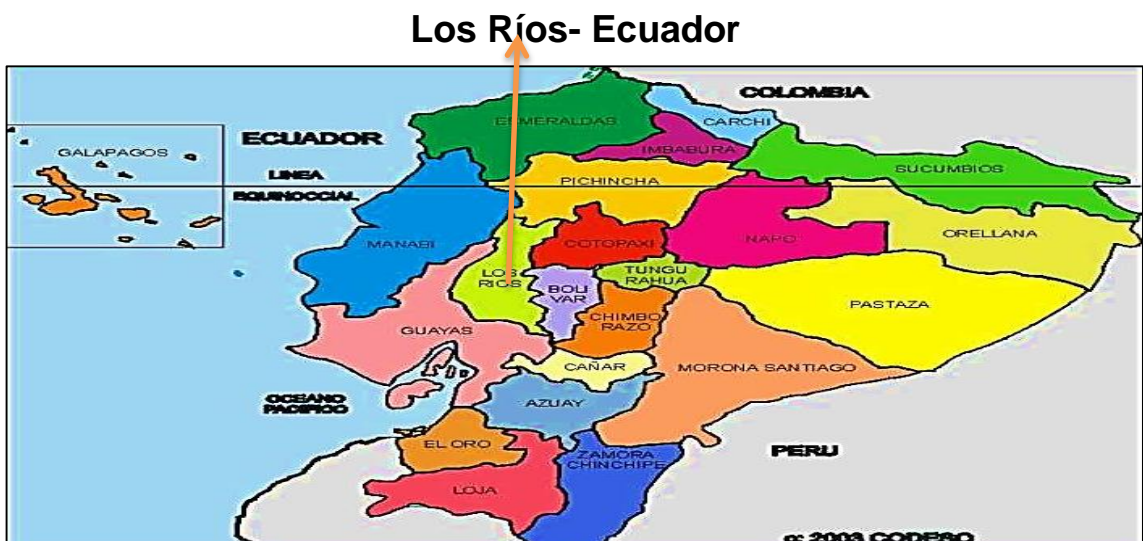 Los Ríos- Ecuador
COLOMBIA
ESMERALDAS
CARCHI
ECUADOR
IMBABURA
GALAPAGOS
SUCUMBIOS
LINEA
PICHINCHA
EQUINOCCIAL
ORELLANA
MANABI
COTOPAXI
NAPO
LOS
RIOS
TUNGU
RAHUA
BOLI
VAR
PASTAZA
CHIMBO
RAZO
GUAYAS
CAÑAR
MORONA SANTIAGO
OCEANO
PACIFICO
AZUAY
EL ORO
ZAMORA
CHINCHIPE
PERU
LOJA
c: 2003 CODESO